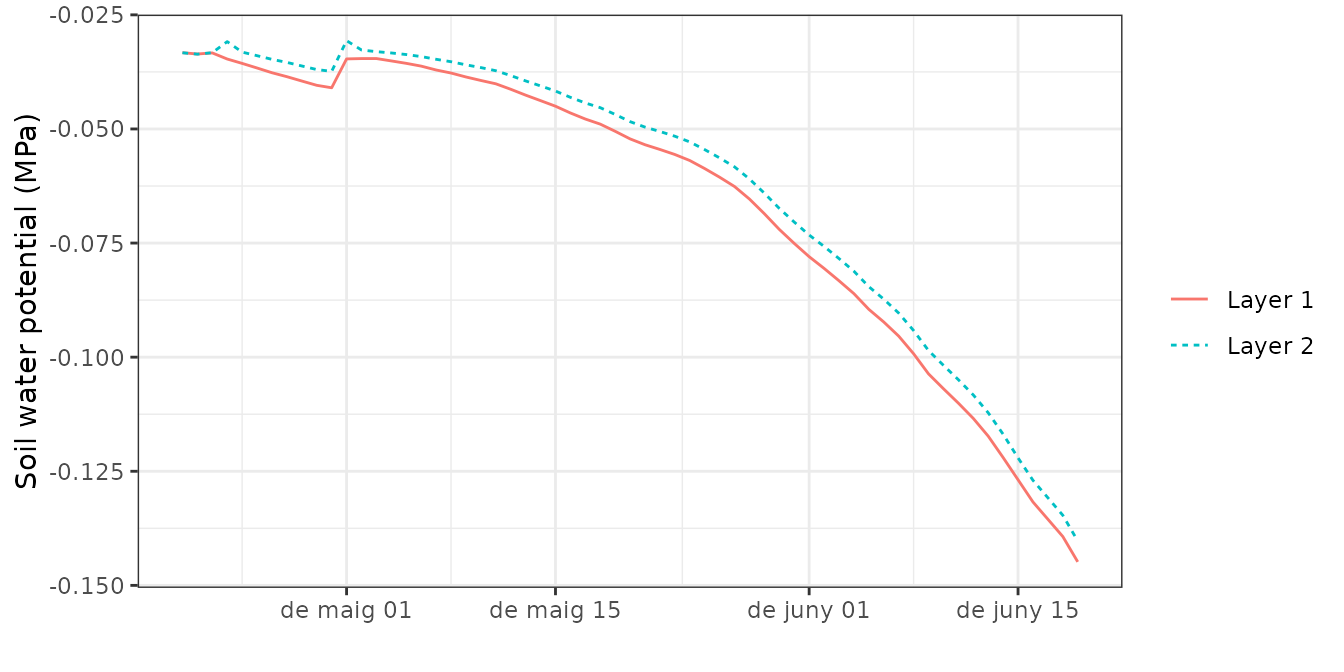 Soil water potential (MPa)
-0.025
-0.050
-0.075
-0.100
-0.125
-0.150
de maig 01
de maig 15
de juny 01
de juny 15
Layer 1
Layer 2